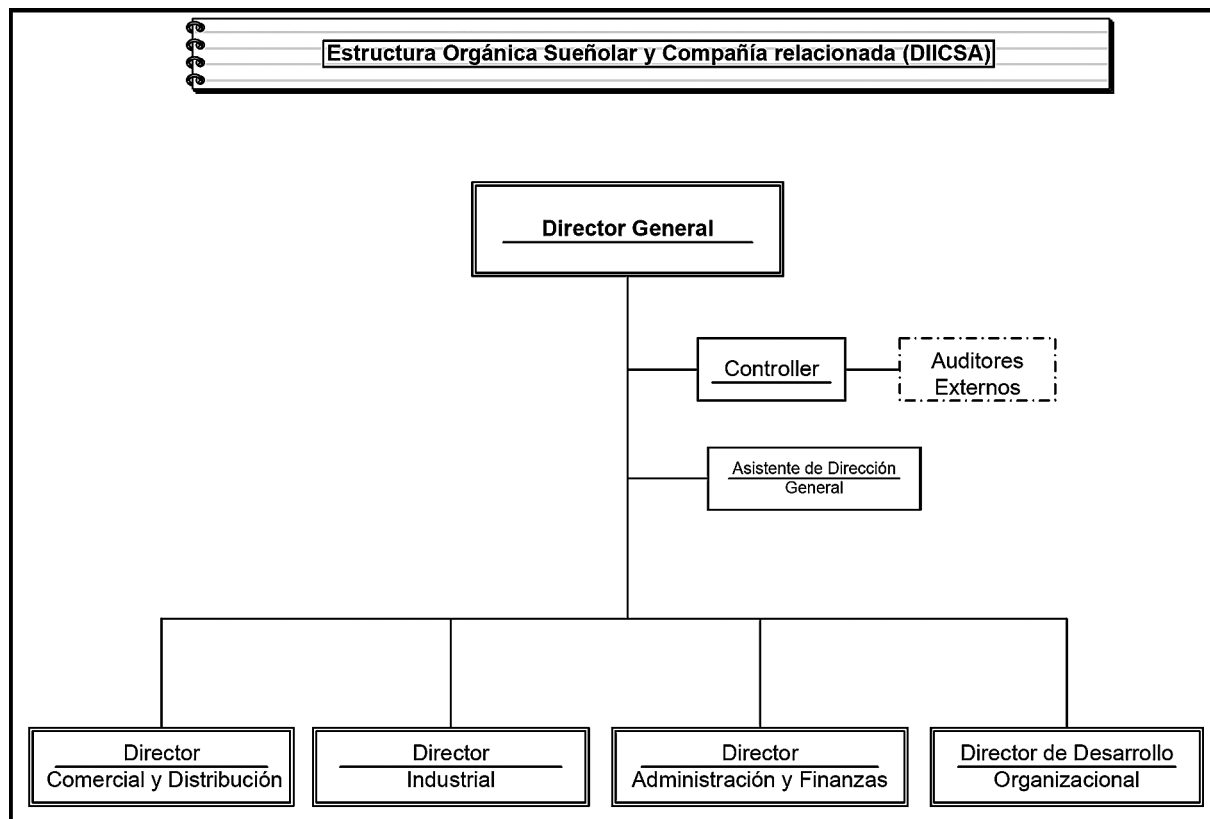 Estructura Orgánica Sueñolar y Compañía relacionada (DIICSA)
Director General
Controller
Auditores
Externos
Asistente de Dirección
General
Director
Comercial y Distribución
Director
Industrial
Director
Administración y Finanzas
Director de Desarrollo
Organizacional